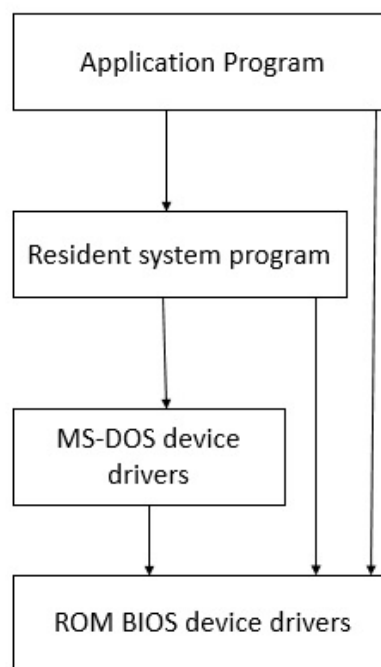 Application Program
Resident system program
MS-DOS device
drivers
ROM BIOS device drivers